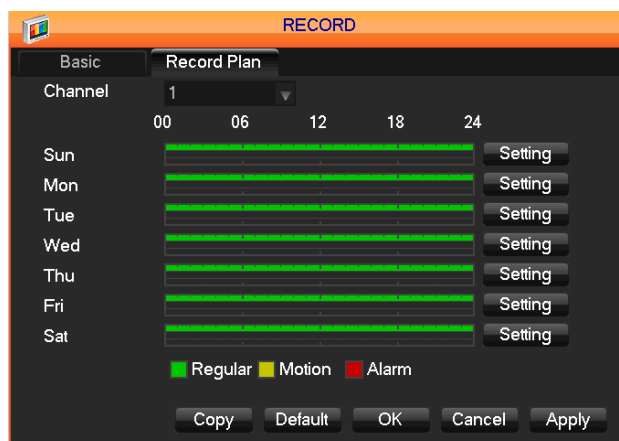 RECORD
Basic Record Plan
Channel 1
00 06 12 18 24
Sun Setting
Mon Setting
Tue Setting
Wed Setting
Thu Setting
Fri Setting
Sat Setting
Regular Motion Alarm
Copy Default OK Cancel Apply